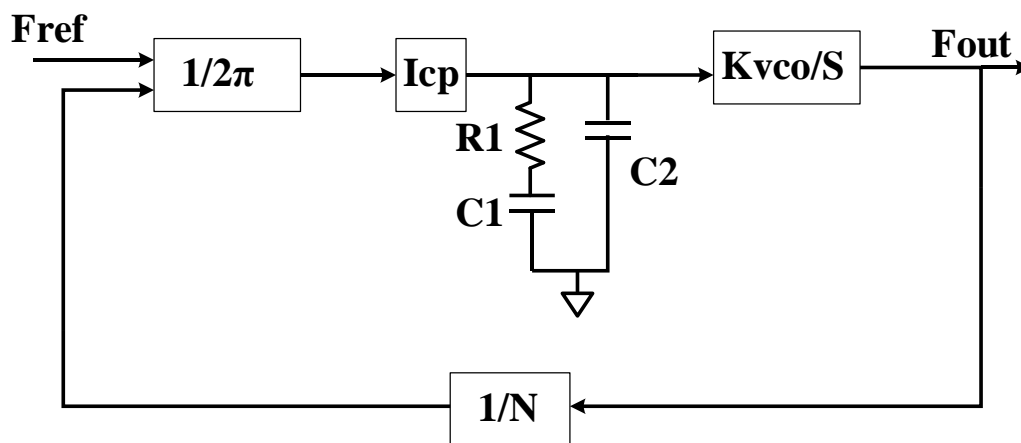 Fref
1/2π
Icp
Kvco/S
Fout
R1
C2
C1
1/N